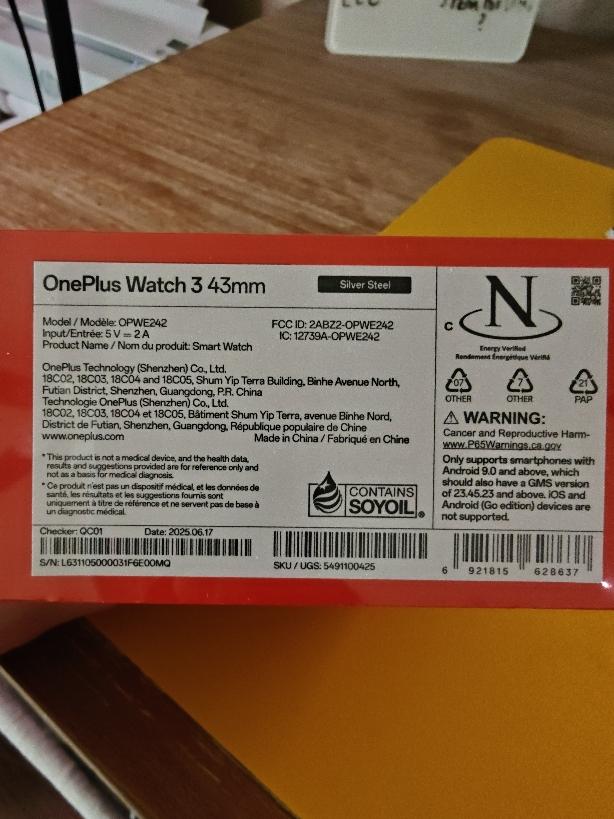 OnePlus Watch 3 43mm
Silver Steel
Model / Modèle: OPWE242
Input/Entrée: 5 V ⎓ 2 A
Product Name / Nom du produit: Smart Watch
FCC ID: 2ABZ2-OPWE242
IC: 12739A-OPWE242
OnePlus Technology (Shenzhen) Co., Ltd.
18C02, 18C03, 18C04 and 18C05, Shum Yip Terra Building, Binhe Avenue North,
Futian District, Shenzhen, Guangdong, P.R. China
Technologie OnePlus (Shenzhen) Co., Ltd.
18C02, 18C03, 18C04 et 18C05, Bâtiment Shum Yip Terra, avenue Binhe Nord,
District de Futian, Shenzhen, Guangdong, République populaire de Chine
www.oneplus.com
Made in China / Fabriqué en Chine
* This product is not a medical device, and the health data,
results and suggestions provided are for reference only and
not as a basis for medical diagnosis.
* Ce produit n'est pas un dispositif médical, et les données de
santé, les résultats et les suggestions fournis sont
uniquement à titre de référence et ne servent pas de base à
un diagnostic médical.
CONTAINS
SOYOIL®
Checker: QC01
Date: 2025.06.17
S/N: L631105000031F6E00MQ
SKU / UGS: 5491100425
C
N
Energy Verified
Rendement Énergétique Vérifié
07
OTHER
7
OTHER
21
PAP
⚠ WARNING:
Cancer and Reproductive Harm-
www.P65Warnings.ca.gov
Only supports smartphones with
Android 9.0 and above, which
should also have a GMS version
of 23.45.23 and above. iOS and
Android (Go edition) devices are
not supported.
6 921815 628637